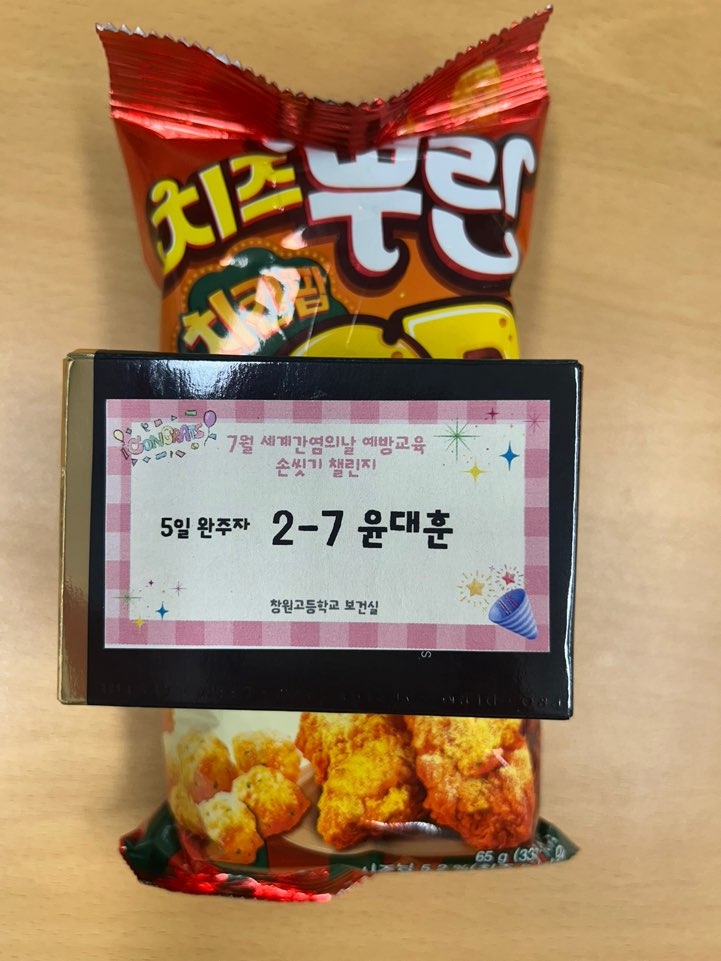 치즈뿌린
치킨팝
CONGRATS
7월 세계간염의날 예방교육
손씻기 챌린지
5일 완주자 2-7 윤대훈
창원고등학교 보건실
65 g